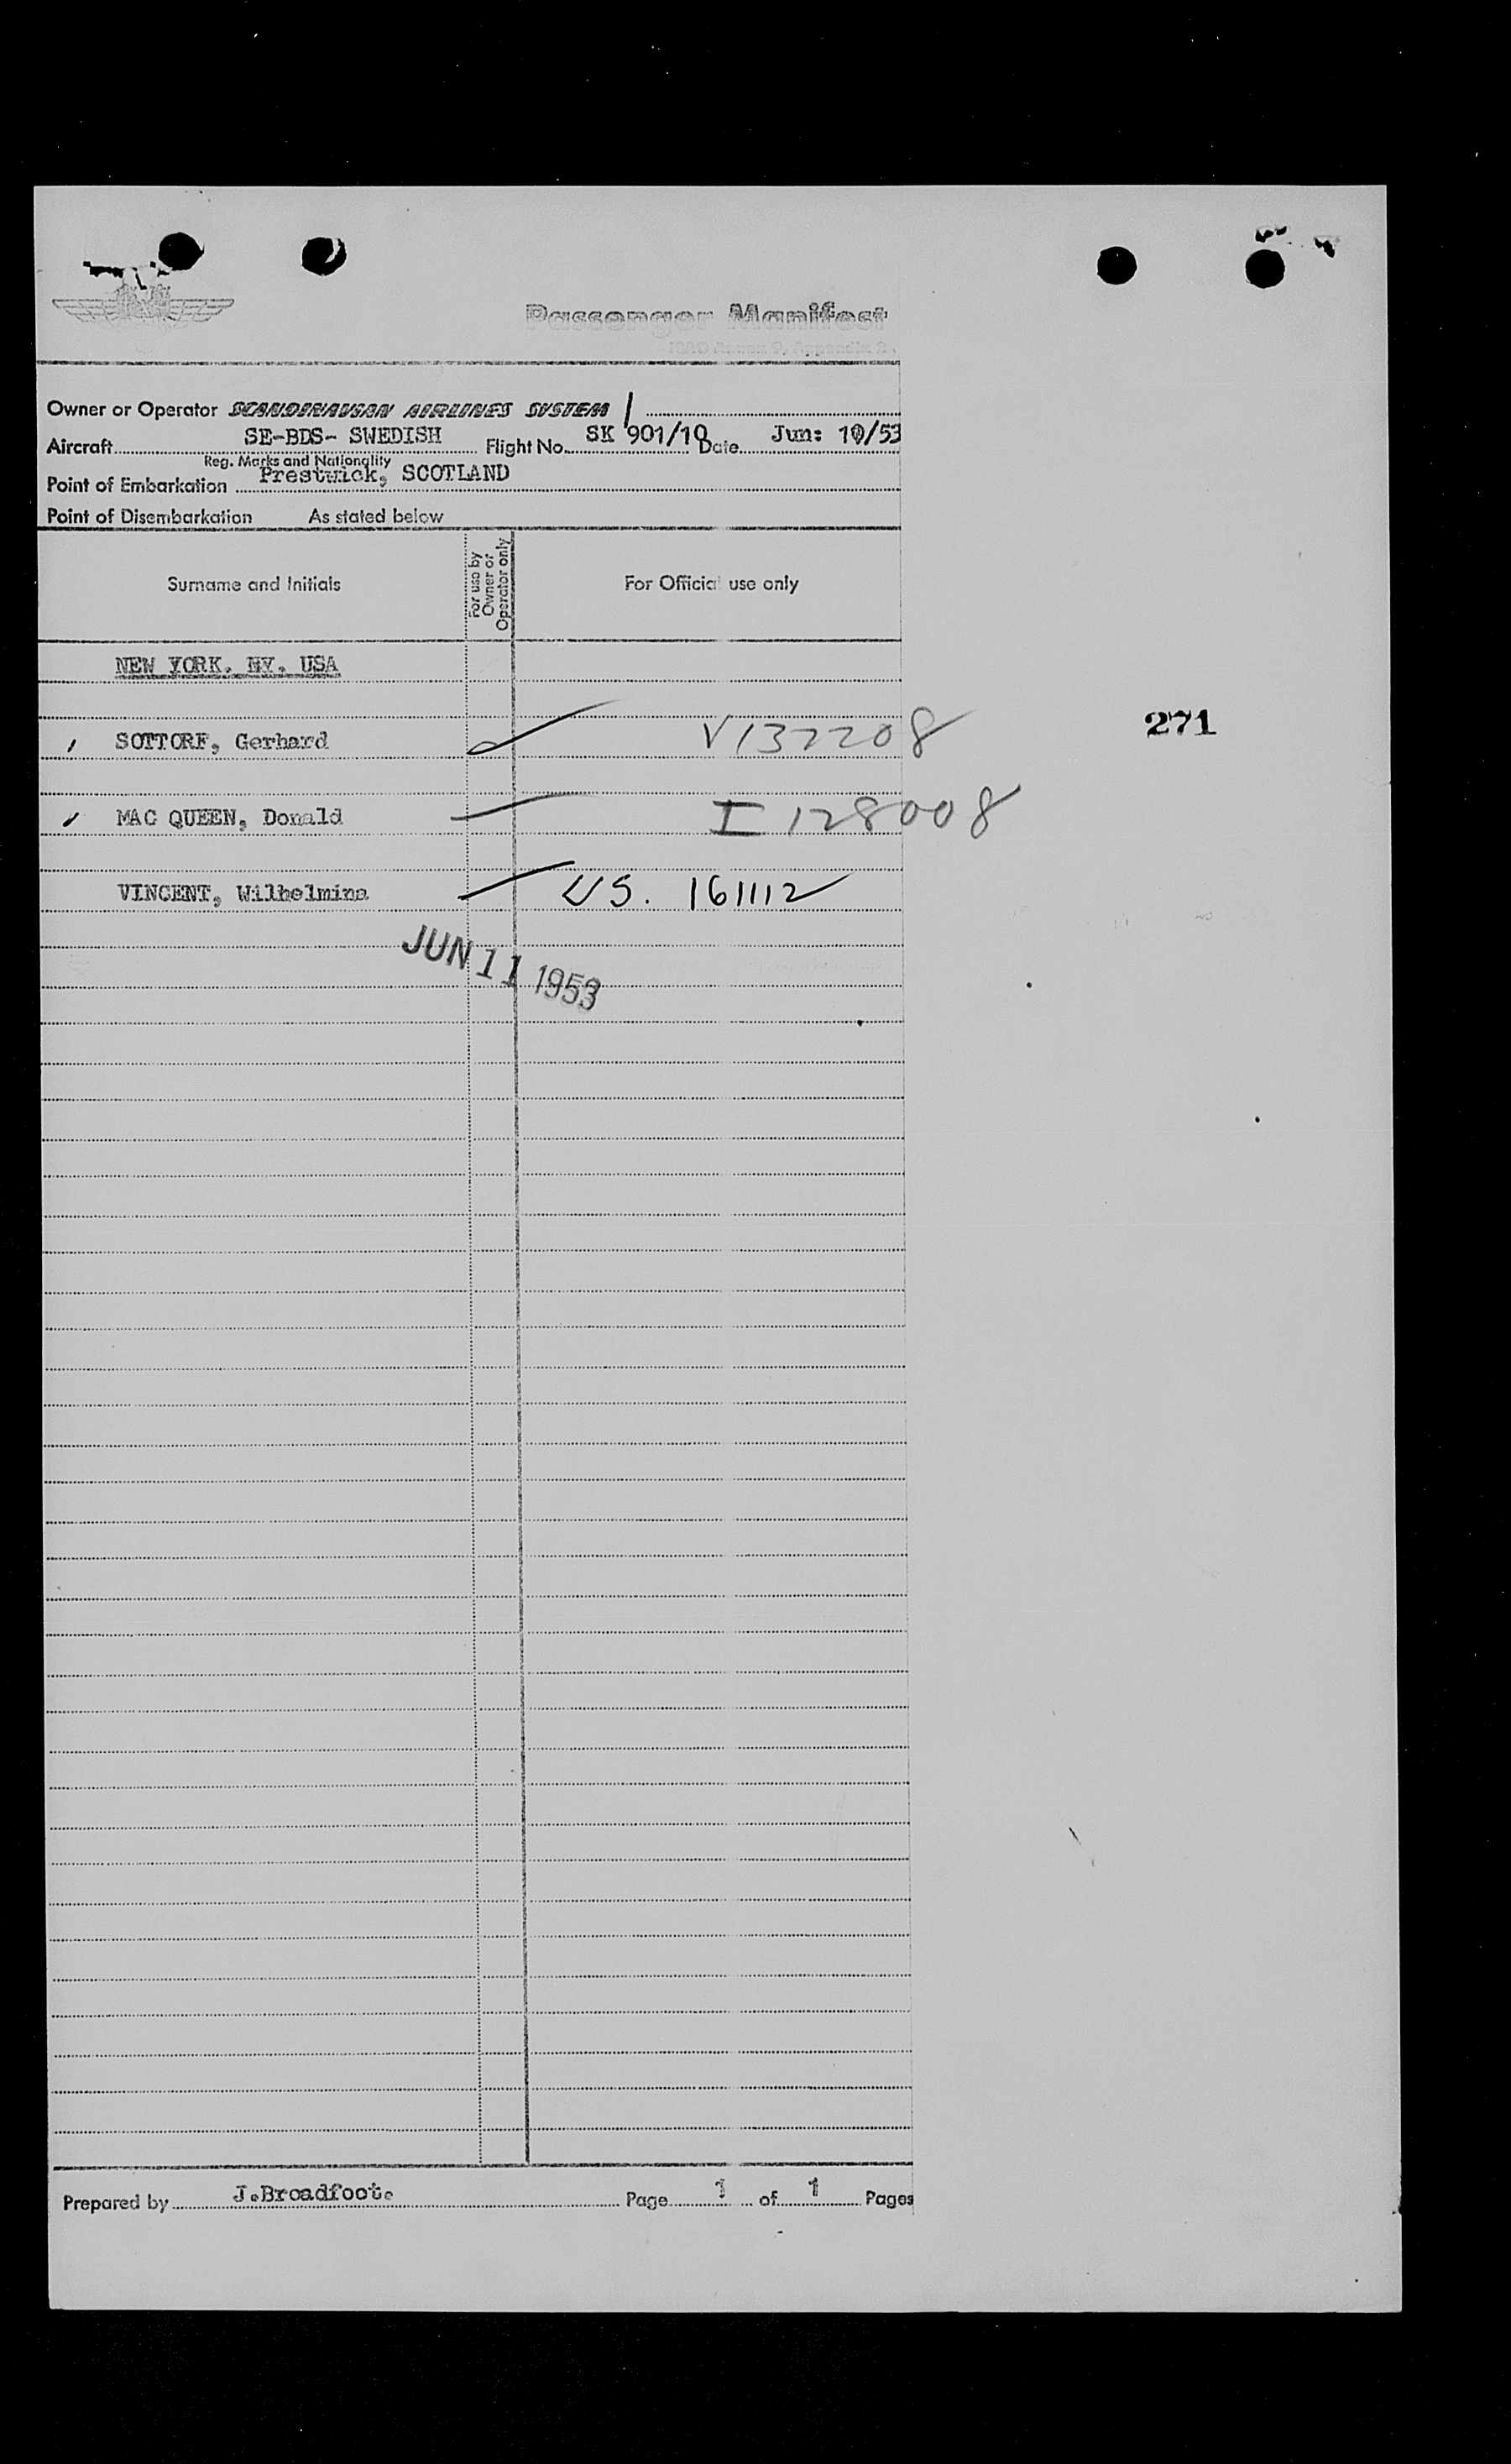 Passenger Manifest
Owner or Operator SCANDINAVIAN AIRLINES SYSTEM
Aircraft SE-BDS- SWEDISH Flight No. SK 901/10 Date Jun: 10/53
Reg. Marks and Nationality
Point of Embarkation Prestwick, SCOTLAND
Point of Disembarkation As stated below
Surname and Initials
For use by
Owner or
Operator only
For Official use only
NEW YORK. NY. USA
271
SOTTORF, Gerhard V137208
MAC QUEEN, Donald I 128008
VINCENT, Wilhelmina US. 161112
JUN 11 1953
Prepared by J.Broadfoot. Page 1 of 1 Pages